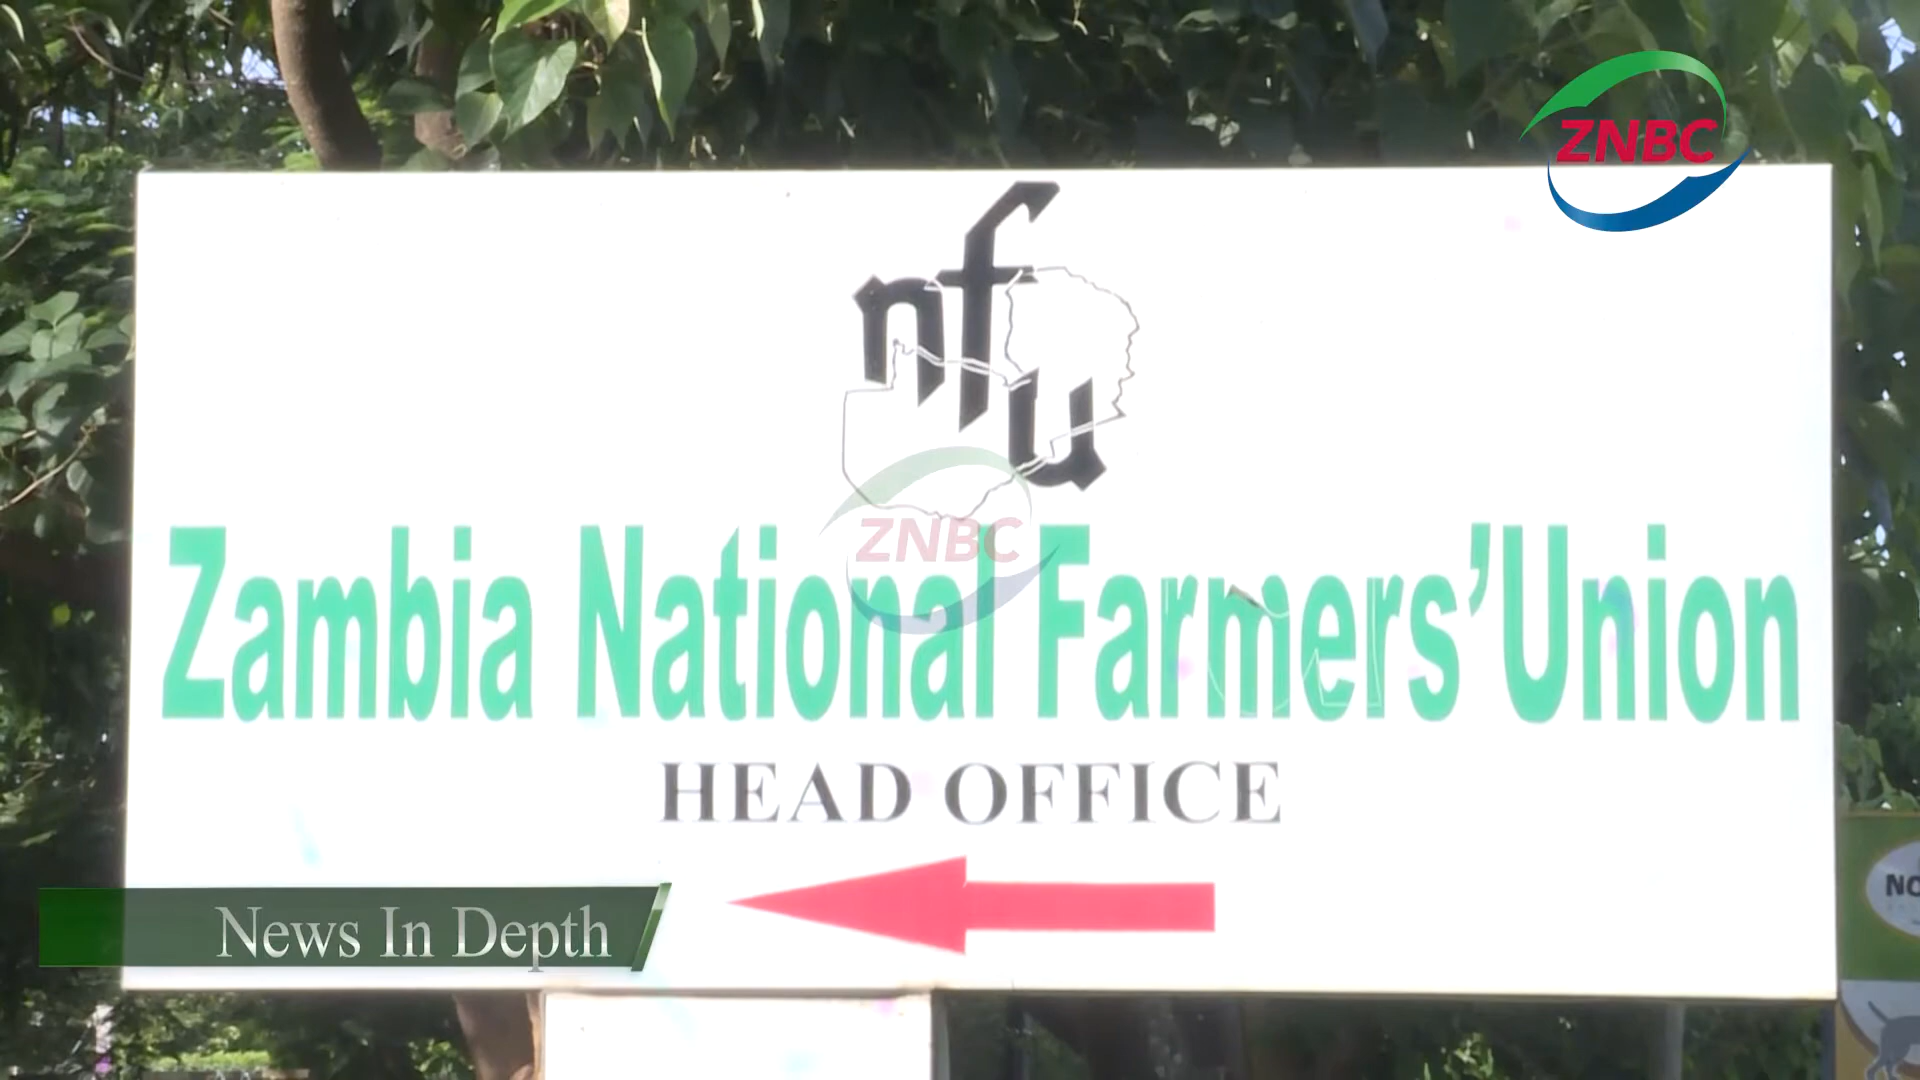 ZNBC
nfu
ZNBC
Zambia National Farmers' Union
HEAD OFFICE
News In Depth